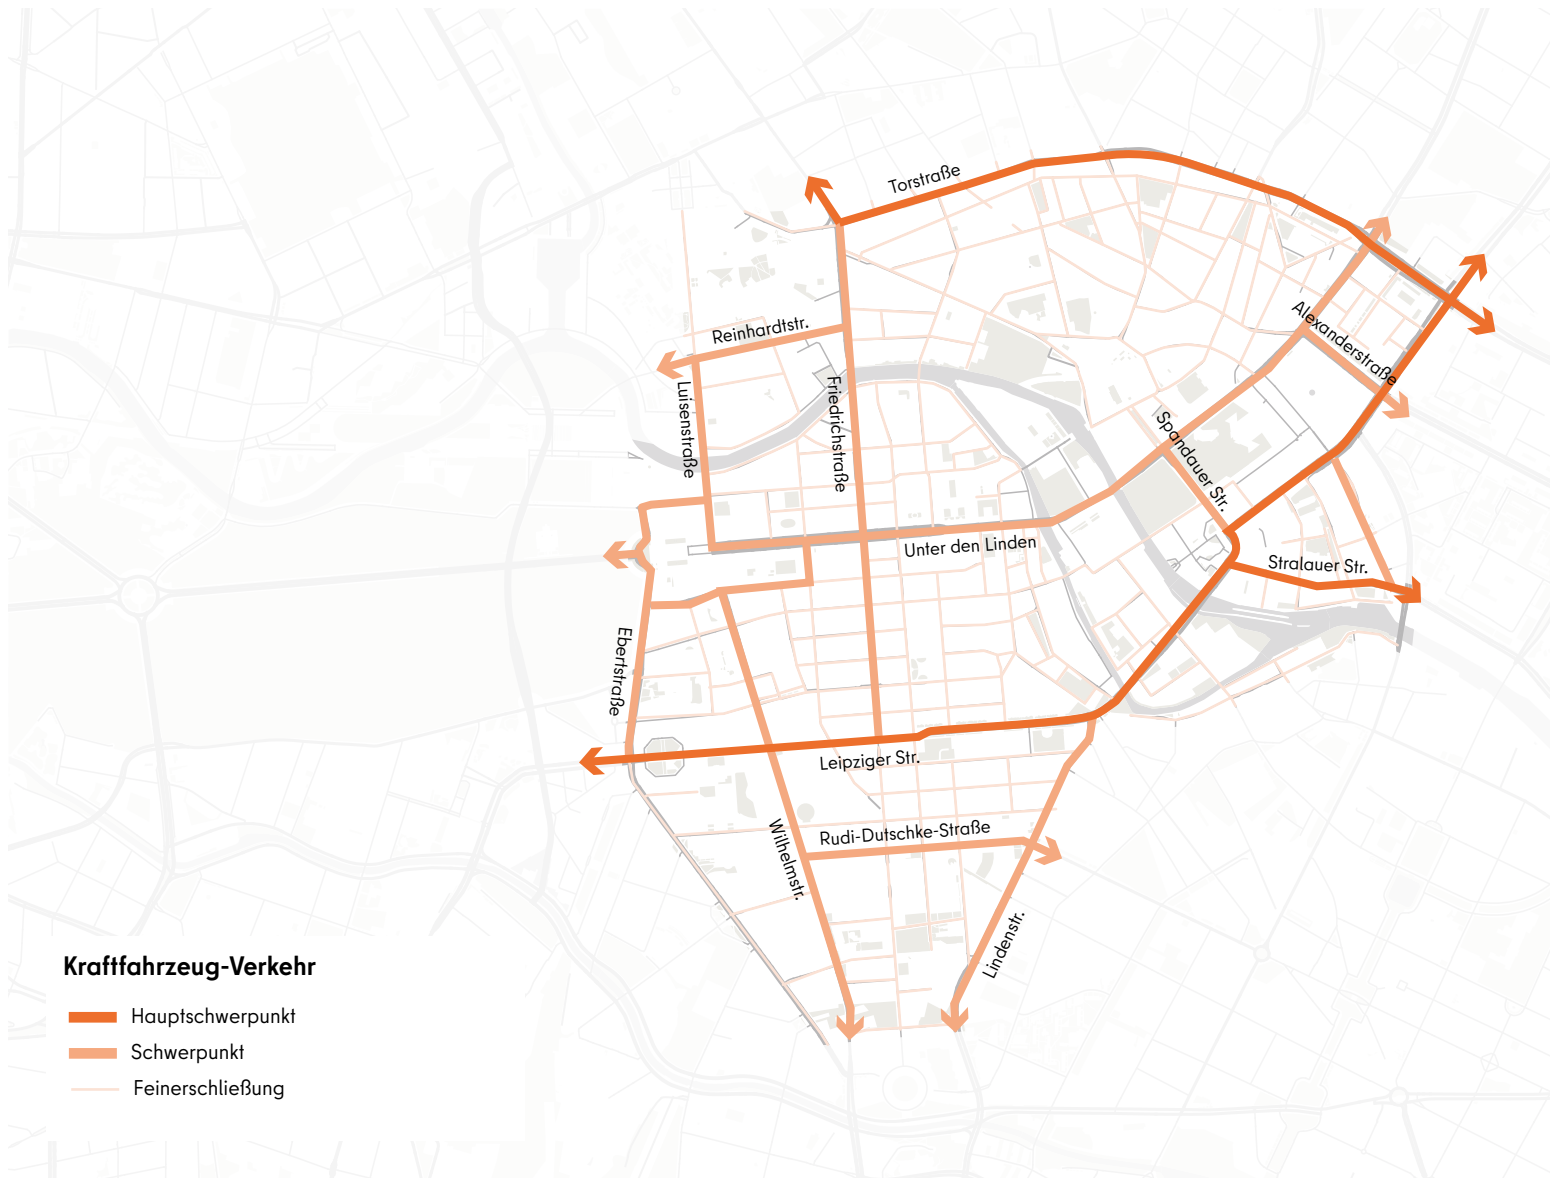 Torstraße
Alexanderstraße
Reinhardtstr.
Luisenstraße
Friedrichstraße
Spandauer Str.
Unter den Linden
Stralauer Str.
Ebertstraße
Leipziger Str.
Rudi-Dutschke-Straße
Wilhelmstr.
Lindenstr.
Kraftfahrzeug-Verkehr
Hauptschwerpunkt
Schwerpunkt
Feinerschließung